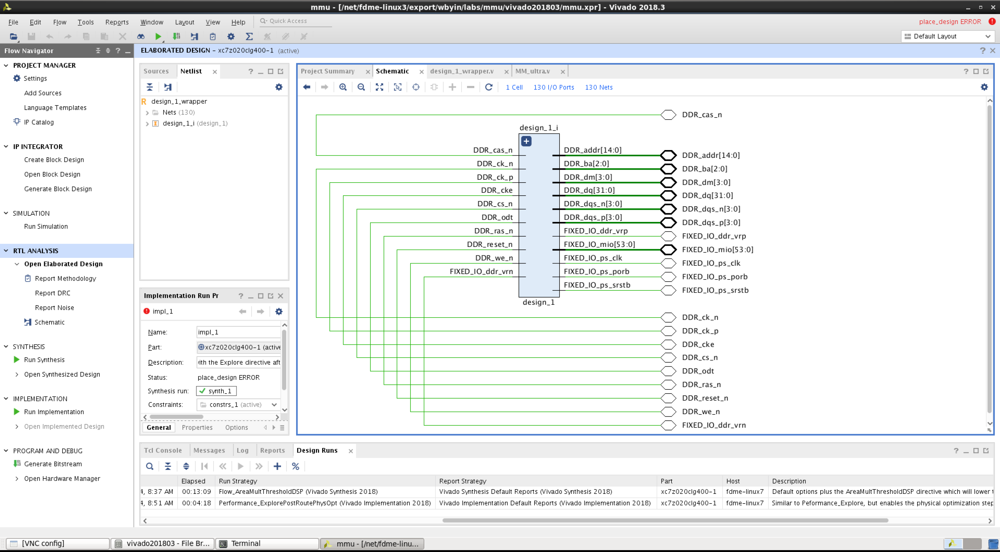 mmu - [/net/fdme-linux3/export/wbyin/labs/mmu/vivado201803/mmu.xpr] - Vivado 2018.3
File Edit Flow Tools Reports Window Layout View Help Quick Access
place_design ERROR
Default Layout
Flow Navigator
ELABORATED DESIGN - xc7z020clg400-1 (active)
PROJECT MANAGER
Settings
Add Sources
Language Templates
IP Catalog
IP INTEGRATOR
Create Block Design
Open Block Design
Generate Block Design
SIMULATION
Run Simulation
RTL ANALYSIS
Open Elaborated Design
Report Methodology
Report DRC
Report Noise
Schematic
SYNTHESIS
Run Synthesis
Open Synthesized Design
IMPLEMENTATION
Run Implementation
Open Implemented Design
PROGRAM AND DEBUG
Generate Bitstream
Open Hardware Manager
Sources Netlist
design_1_wrapper
Nets (130)
design_1_i (design_1)
Implementation Run Pr
impl_1
Name: impl_1
Part: xc7z020clg400-1 (active
Description: with the Explore directive aft
Status: place_design ERROR
Synthesis run: synth_1
Constraints: constrs_1 (active)
General Properties Options
Project Summary Schematic design_1_wrapper.v MM_ultra.v
1 Cell 130 I/O Ports 130 Nets
DDR_cas_n
design_1_i
DDR_cas_n DDR_addr[14:0] DDR_addr[14:0]
DDR_ck_n DDR_ba[2:0] DDR_ba[2:0]
DDR_ck_p DDR_dm[3:0] DDR_dm[3:0]
DDR_cke DDR_dq[31:0] DDR_dq[31:0]
DDR_cs_n DDR_dqs_n[3:0] DDR_dqs_n[3:0]
DDR_odt DDR_dqs_p[3:0] DDR_dqs_p[3:0]
DDR_ras_n FIXED_IO_ddr_vrp FIXED_IO_ddr_vrp
DDR_reset_n FIXED_IO_mio[53:0] FIXED_IO_mio[53:0]
DDR_we_n FIXED_IO_ps_clk FIXED_IO_ps_clk
FIXED_IO_ddr_vrn FIXED_IO_ps_porb FIXED_IO_ps_porb
FIXED_IO_ps_srstb FIXED_IO_ps_srstb
design_1
DDR_ck_n
DDR_ck_p
DDR_cke
DDR_cs_n
DDR_odt
DDR_ras_n
DDR_reset_n
DDR_we_n
FIXED_IO_ddr_vrn
Tcl Console Messages Log Reports Design Runs
Elapsed Run Strategy Report Strategy Part Host Description
4, 8:37 AM 00:13:09 Flow_AreaMultThresholdDSP (Vivado Synthesis 2018) Vivado Synthesis Default Reports (Vivado Synthesis 2018) xc7z020clg400-1 fdme-linux7 Default options plus the AreaMultThresholdDSP directive which will lower t
4, 8:51 AM 00:04:18 Performance_ExplorePostRoutePhysOpt (Vivado Implementation 2018) Vivado Implementation Default Reports (Vivado Implementation 2018) xc7z020clg400-1 fdme-linux7 Similar to Peformance_Explore, but enables the physical optimization step
[VNC config] vivado201803 - File Br... Terminal mmu - [/net/fdme-linu...